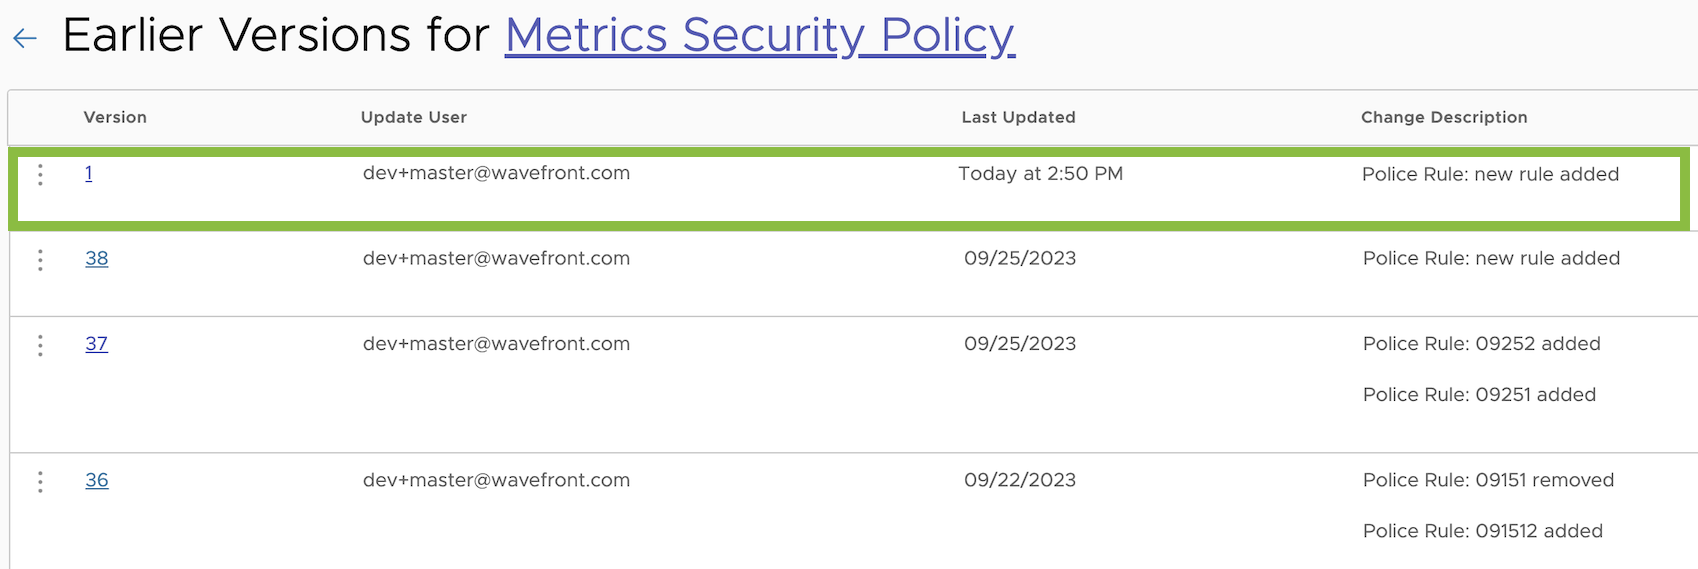 Earlier Versions for Metrics Security Policy
Version Update User Last Updated Change Description
1 dev+master@wavefront.com Today at 2:50 PM Police Rule: new rule added
38 dev+master@wavefront.com 09/25/2023 Police Rule: new rule added
37 dev+master@wavefront.com 09/25/2023 Police Rule: 09252 added
Police Rule: 09251 added
36 dev+master@wavefront.com 09/22/2023 Police Rule: 09151 removed
Police Rule: 091512 added